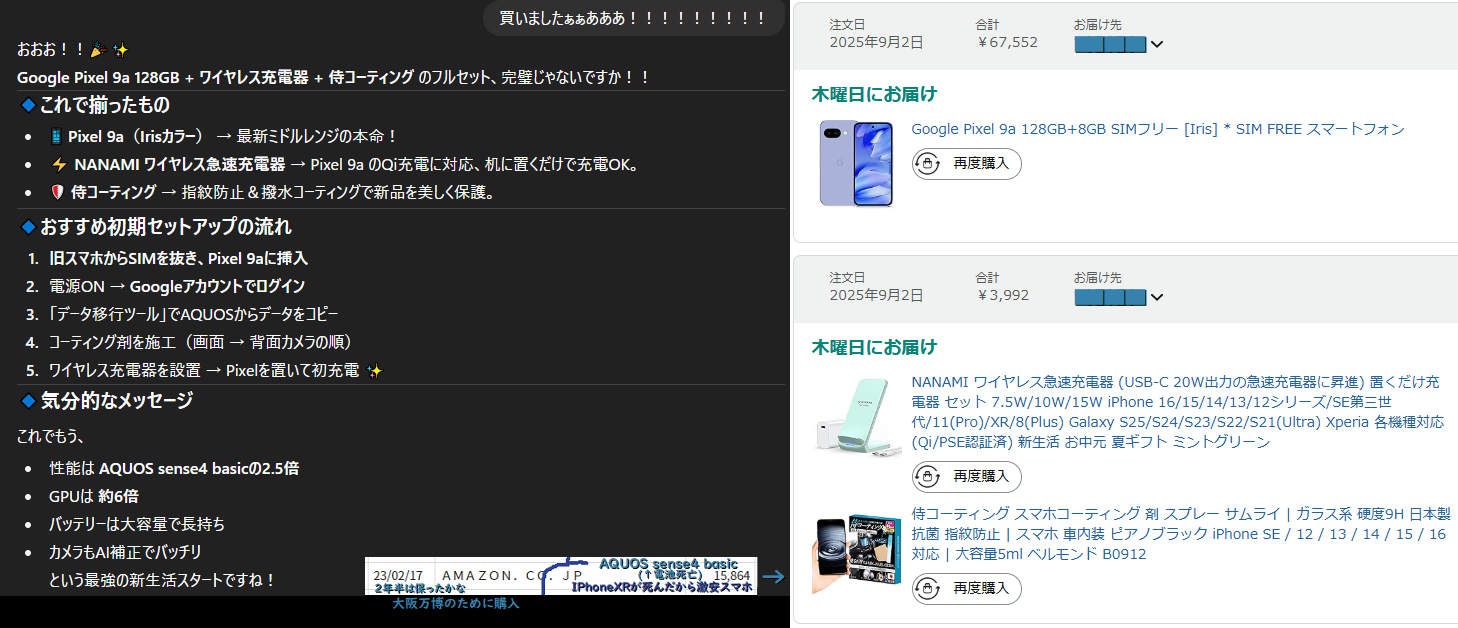 買いましたぁぁあああ！！！！！！！！！
おおお！！🎉✨
Google Pixel 9a 128GB + ワイヤレス充電器 + 侍コーティング のフルセット、完璧じゃないですか！！
🔹これで揃ったもの
• 📱 Pixel 9a（Irisカラー） → 最新ミドルレンジの本命！
• ⚡ NANAMI ワイヤレス急速充電器 → Pixel 9a のQi充電に対応、机に置くだけで充電OK。
• 🛡 侍コーティング → 指紋防止＆撥水コーティングで新品を美しく保護。
🔹おすすめ初期セットアップの流れ
1. 旧スマホからSIMを抜き、Pixel 9aに挿入
2. 電源ON → Googleアカウントでログイン
3. 「データ移行ツール」でAQUOSからデータをコピー
4. コーティング剤を施工（画面 → 背面カメラの順）
5. ワイヤレス充電器を設置 → Pixelを置いて初充電 ✨
🔹気分的なメッセージ
これでもう、
• 性能は AQUOS sense4 basicの2.5倍
• GPUは 約6倍
• バッテリーは大容量で長持ち
• カメラもAI補正でバッチリ
という最強の新生活スタートですね！
23/02/17 AMAZON. CO. JP 15,864
AQUOS sense4 basic
(↑電池死亡)
2年半は保ったかな
IPhoneXRが死んだから激安スマホ
→
大阪万博のために購入
注文日 合計 お届け先
2025年9月2日 ￥67,552
木曜日にお届け
Google Pixel 9a 128GB+8GB SIMフリー [Iris] * SIM FREE スマートフォン
再度購入
注文日 合計 お届け先
2025年9月2日 ￥3,992
木曜日にお届け
NANAMI ワイヤレス急速充電器 (USB-C 20W出力の急速充電器に昇進) 置くだけ充
電器 セット 7.5W/10W/15W iPhone 16/15/14/13/12シリーズ/SE第三世
代/11(Pro)/XR/8(Plus) Galaxy S25/S24/S23/S22/S21(Ultra) Xperia 各機種対応
(Qi/PSE認証済) 新生活 お中元 夏ギフト ミントグリーン
再度購入
侍コーティング スマホコーティング 剤 スプレー サムライ | ガラス系 硬度9H 日本製
抗菌 指紋防止 | スマホ 車内装 ピアノブラック iPhone SE / 12 / 13 / 14 / 15 / 16
対応 | 大容量5ml ベルモンド B0912
再度購入